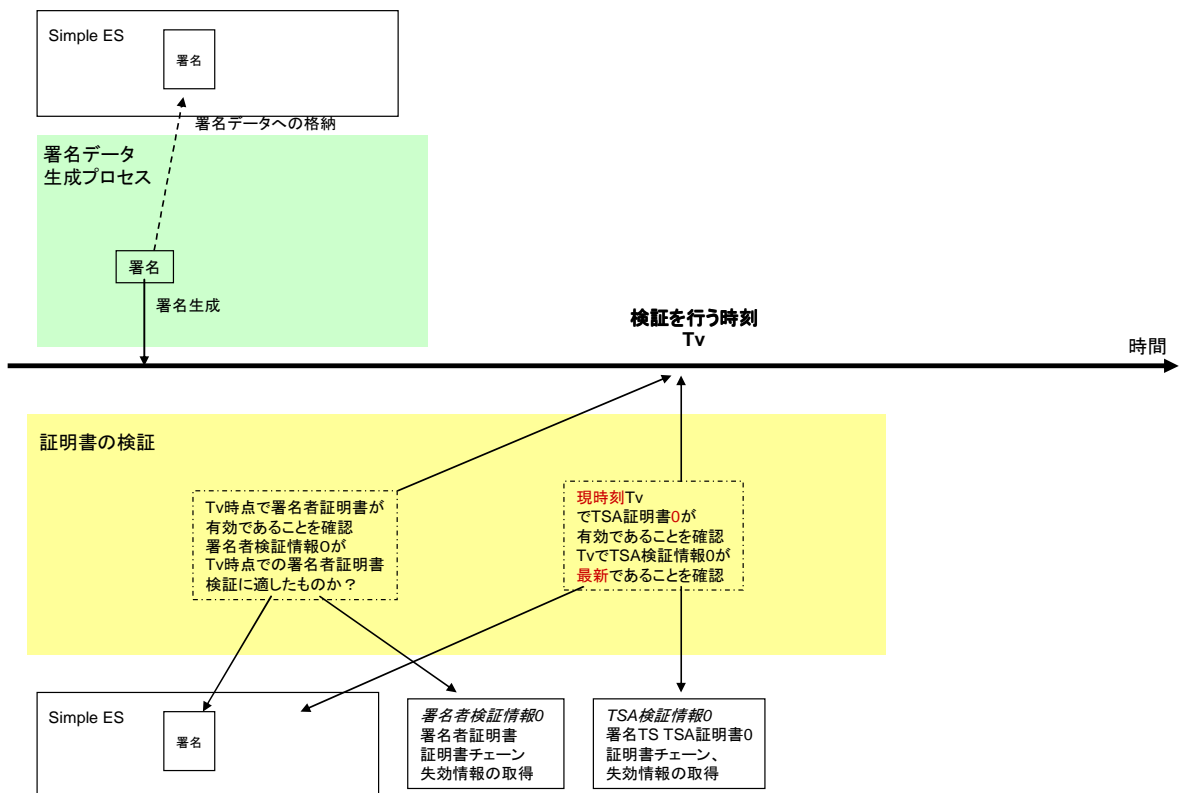 Simple ES
署名
署名データへの格納
署名データ
生成プロセス
署名
署名生成
検証を行う時刻
Tv
時間
証明書の検証
Tv時点で署名者証明書が
有効であることを確認
署名者検証情報0が
Tv時点での署名者証明書
検証に適したものか？
現時刻Tv
でTSA証明書0が
有効であることを確認
TvでTSA検証情報0が
最新であることを確認
Simple ES
署名
署名者検証情報0
署名者証明書
証明書チェーン
失効情報の取得
TSA検証情報0
署名TS TSA証明書0
証明書チェーン、
失効情報の取得